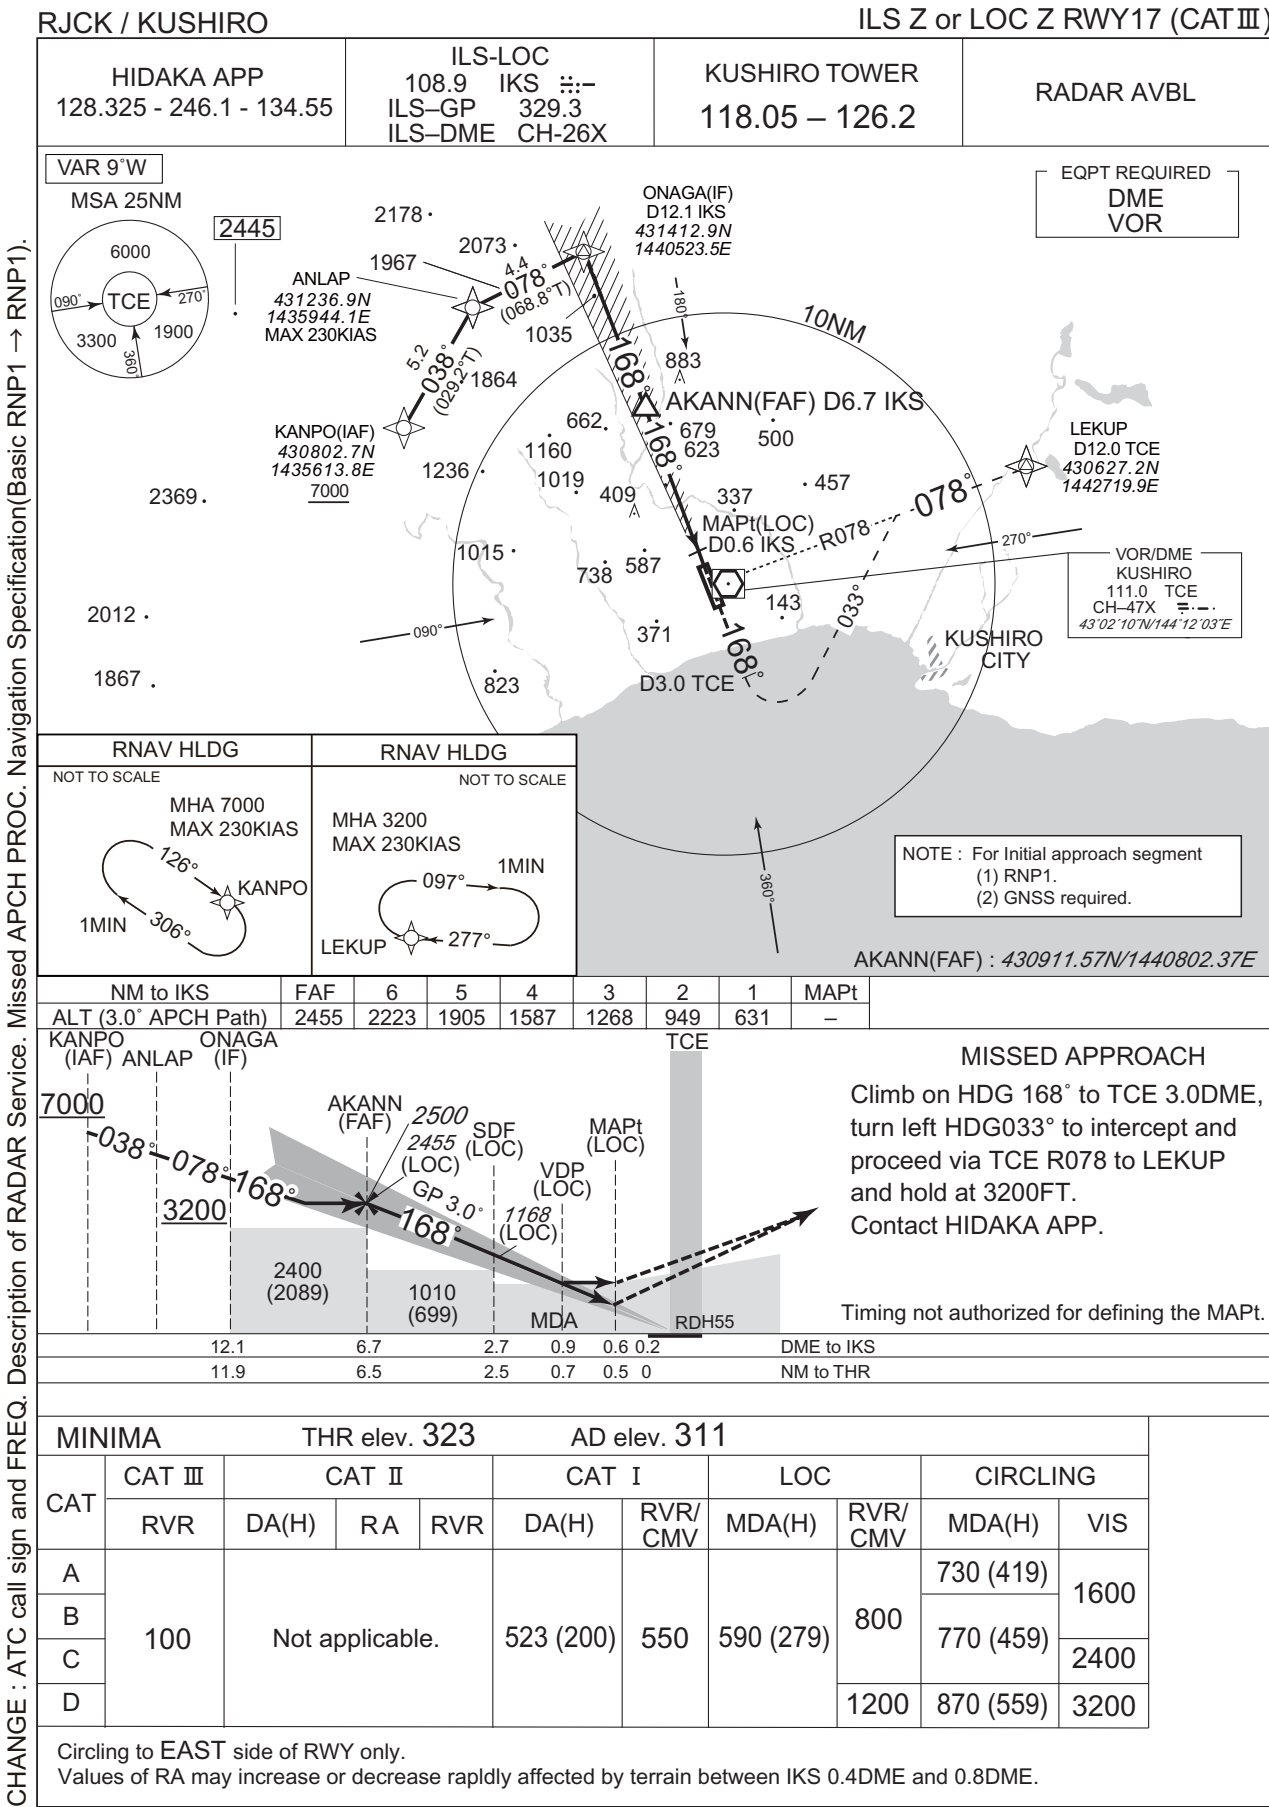 RJCK / KUSHIRO
ILS Z or LOC Z RWY17 (CATⅢ)
HIDAKA APP
128.325 - 246.1 - 134.55
ILS-LOC
108.9 IKS
ILS–GP 329.3
ILS–DME CH-26X
KUSHIRO TOWER
118.05 – 126.2
RADAR AVBL
VAR 9˚W
MSA 25NM
6000
090°
TCE
270°
3300
1900
360°
2445
EQPT REQUIRED
DME
VOR
ONAGA(IF)
D12.1 IKS
431412.9N
1440523.5E
2178
2073
1967
4.4
078°
(068.8°T)
ANLAP
431236.9N
1435944.1E
MAX 230KIAS
1035
180°
10NM
5.2
038°
(029.2°T)
1864
168°
883
AKANN(FAF) D6.7 IKS
KANPO(IAF)
430802.7N
1435613.8E
7000
662
1160
168°
679
623
500
LEKUP
D12.0 TCE
430627.2N
1442719.9E
1236
1019
409
337
457
078°
2369
MAPt(LOC)
D0.6 IKS
R078
270°
1015
738
587
VOR/DME
KUSHIRO
111.0 TCE
CH–47X
43°02'10"N/144°12'03"E
2012
090°
371
143
033°
168°
KUSHIRO
CITY
1867
823
D3.0 TCE
RNAV HLDG
NOT TO SCALE
MHA 7000
MAX 230KIAS
126°
KANPO
1MIN
306°
RNAV HLDG
NOT TO SCALE
MHA 3200
MAX 230KIAS
1MIN
097°
LEKUP
277°
360°
NOTE : For Initial approach segment
(1) RNP1.
(2) GNSS required.
AKANN(FAF) : 430911.57N/1440802.37E
NM to IKS FAF 6 5 4 3 2 1 MAPt
ALT (3.0˚ APCH Path) 2455 2223 1905 1587 1268 949 631 –
KANPO
(IAF)
ANLAP
ONAGA
(IF)
TCE
7000
038°
078°
168°
3200
AKANN
(FAF)
2500
2455
(LOC)
SDF
(LOC)
MAPt
(LOC)
VDP
(LOC)
GP 3.0˚
168°
1168
(LOC)
2400
(2089)
1010
(699)
MDA
RDH55
12.1 6.7 2.7 0.9 0.6 0.2 DME to IKS
11.9 6.5 2.5 0.7 0.5 0 NM to THR
MISSED APPROACH
Climb on HDG 168˚ to TCE 3.0DME,
turn left HDG033° to intercept and
proceed via TCE R078 to LEKUP
and hold at 3200FT.
Contact HIDAKA APP.
Timing not authorized for defining the MAPt.
MINIMA THR elev. 323 AD elev. 311
CAT CAT Ⅲ CAT Ⅱ CAT Ⅰ LOC CIRCLING
RVR DA(H) RA RVR DA(H) RVR/CMV MDA(H) RVR/CMV MDA(H) VIS
A 730 (419) 1600
B 100 Not applicable. 523 (200) 550 590 (279) 800 770 (459)
C 2400
D 1200 870 (559) 3200
Circling to EAST side of RWY only.
Values of RA may increase or decrease rapldly affected by terrain between IKS 0.4DME and 0.8DME.
CHANGE : ATC call sign and FREQ. Description of RADAR Service. Missed APCH PROC. Navigation Specification(Basic RNP1 → RNP1).